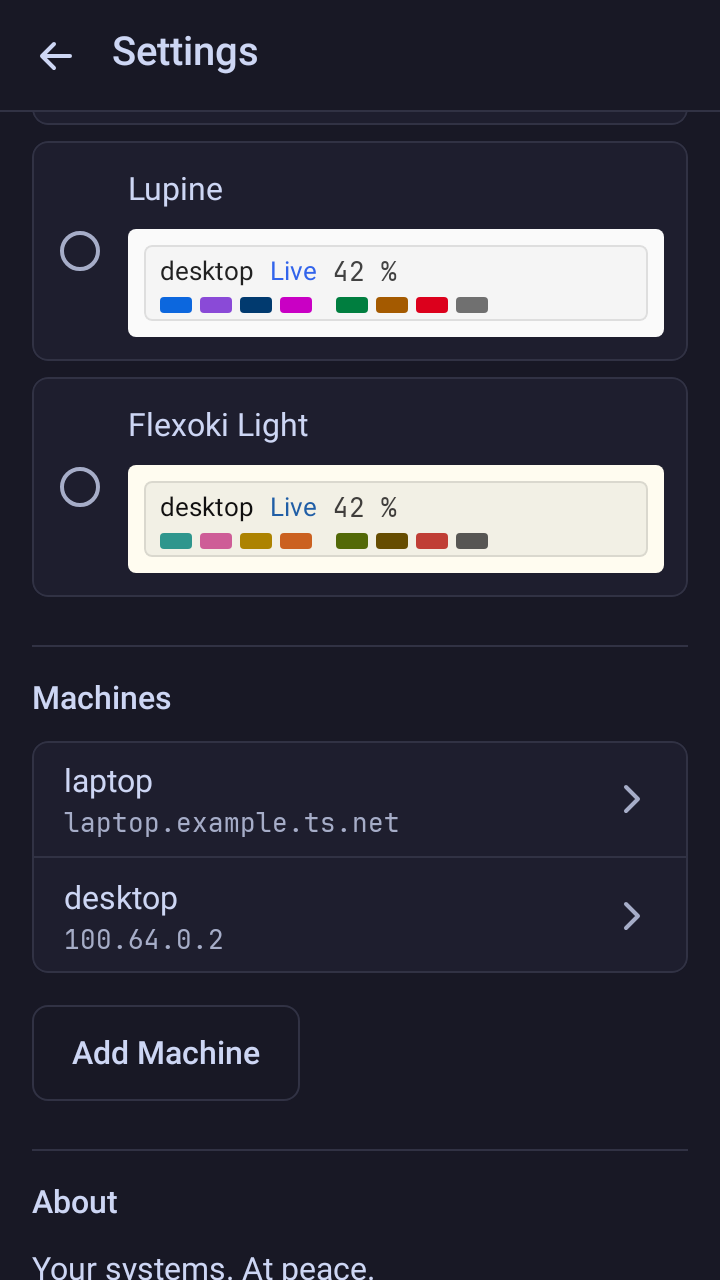 Settings
Lupine
desktop Live 42 %
Flexoki Light
desktop Live 42 %
Machines
laptop
laptop.example.ts.net
desktop
100.64.0.2
Add Machine
About
Your systems. At peace.